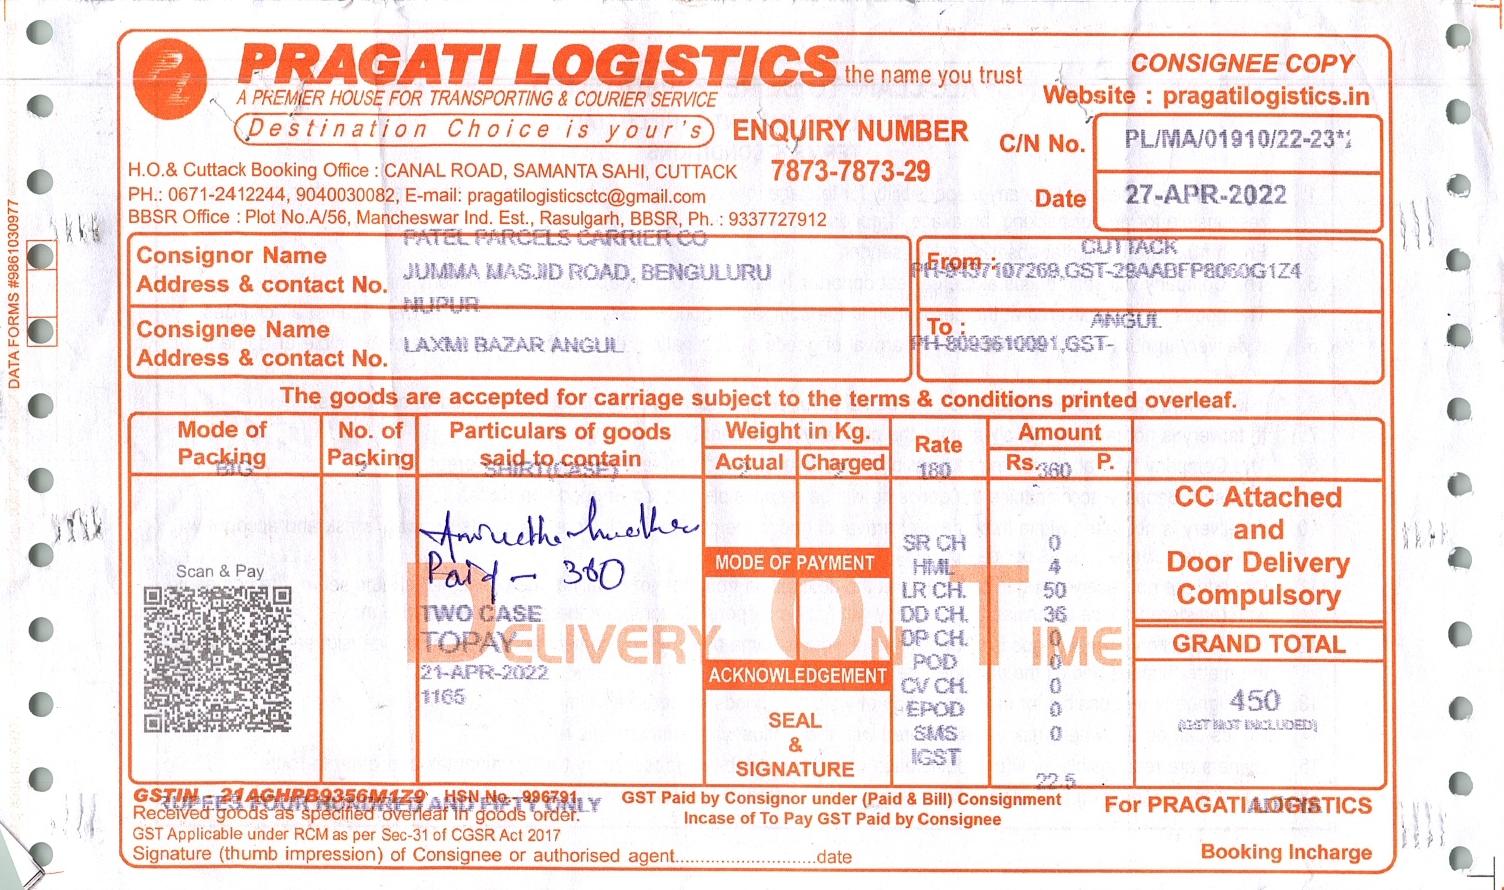 PRAGATI LOGISTICS the name you trust
A PREMIER HOUSE FOR TRANSPORTING & COURIER SERVICE
Destination Choice is your's
ENQUIRY NUMBER
7873-7873-29
CONSIGNEE COPY
Website : pragatilogistics.in
C/N No. PL/MA/01910/22-23*
Date 27-APR-2022
H.O.& Cuttack Booking Office : CANAL ROAD, SAMANTA SAHI, CUTTACK
PH.: 0671-2412244, 9040030082, E-mail: pragatilogisticsctc@gmail.com
BBSR Office : Plot No.A/56, Mancheswar Ind. Est., Rasulgarh, BBSR, Ph. : 9337727912
DATA FORMS #9861030977
Consignor Name
Address & contact No.
PATEL PARCELS CARRIER CO
JUMMA MASJID ROAD, BENGULURU
From : CUTTACK
PH-9437107269,GST-29AABFP8060G1Z4
Consignee Name
Address & contact No.
NUPUR
LAXMI BAZAR ANGUL
To : ANGUL
PH-8093610091,GST-
The goods are accepted for carriage subject to the terms & conditions printed overleaf.
Mode of Packing
No. of Packing
Particulars of goods said to contain
Weight in Kg.
Actual Charged
Rate
Amount
Rs. P.
BIG
2
SHIRT(CASE)
180
360
Paid - 360
TWO CASE
TOPAY
21-APR-2022
1165
Scan & Pay
MODE OF PAYMENT
ACKNOWLEDGEMENT
SEAL
&
SIGNATURE
DELIVERY ON TIME
SR CH 0
HML 4
LR CH. 50
DD CH. 36
DP CH. 0
POD 0
CV CH. 0
EPOD 0
SMS 0
IGST
22.5
CC Attached
and
Door Delivery
Compulsory
GRAND TOTAL
450
(GST NOT INCLUDED)
GSTIN - 21AGHPB9356M1Z9 HSN No.- 996791
RUPEES FOUR HUNDRED AND FIFTY ONLY
Received goods as specified overleaf in goods order.
GST Applicable under RCM as per Sec-31 of CGSR Act 2017
Signature (thumb impression) of Consignee or authorised agent............................date
GST Paid by Consignor under (Paid & Bill) Consignment
Incase of To Pay GST Paid by Consignee
For PRAGATI LOGISTICS
Booking Incharge